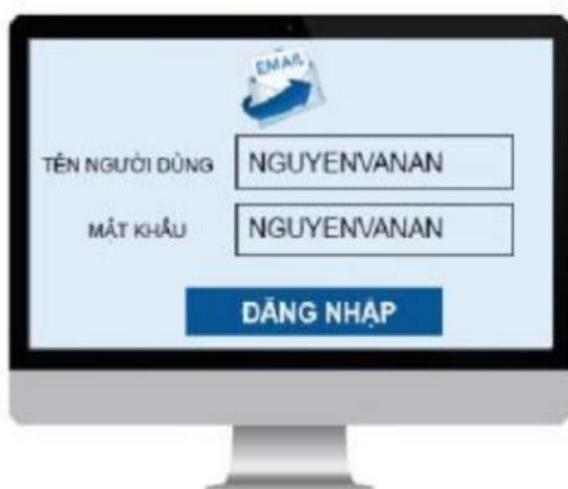 EMAIL
TÊN NGƯỜI DÙNG NGUYENVANAN
MẬT KHẨU NGUYENVANAN
ĐĂNG NHẬP